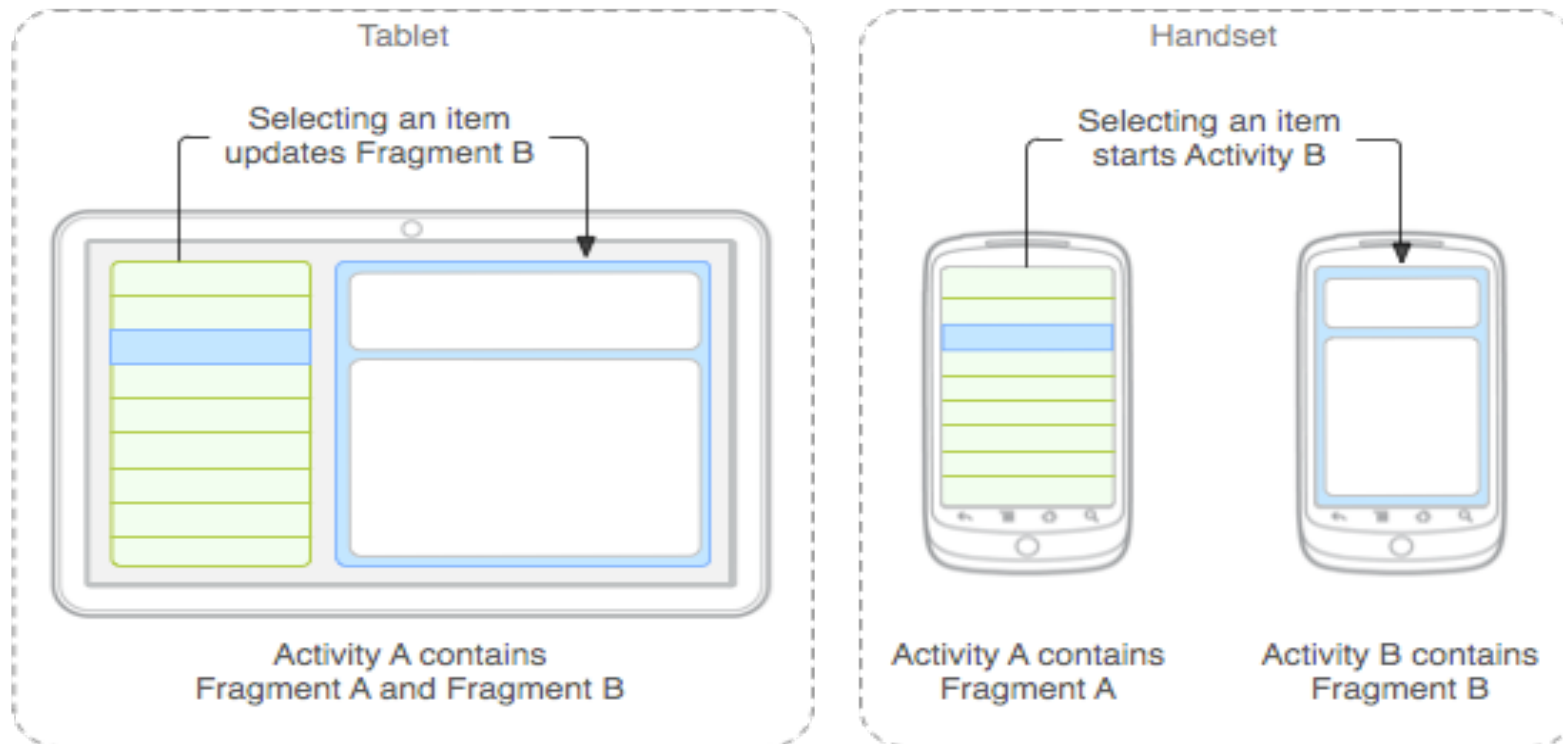 Tablet
Selecting an item
updates Fragment B
Activity A contains
Fragment A and Fragment B
Handset
Selecting an item
starts Activity B
Activity A contains
Fragment A
Activity B contains
Fragment B